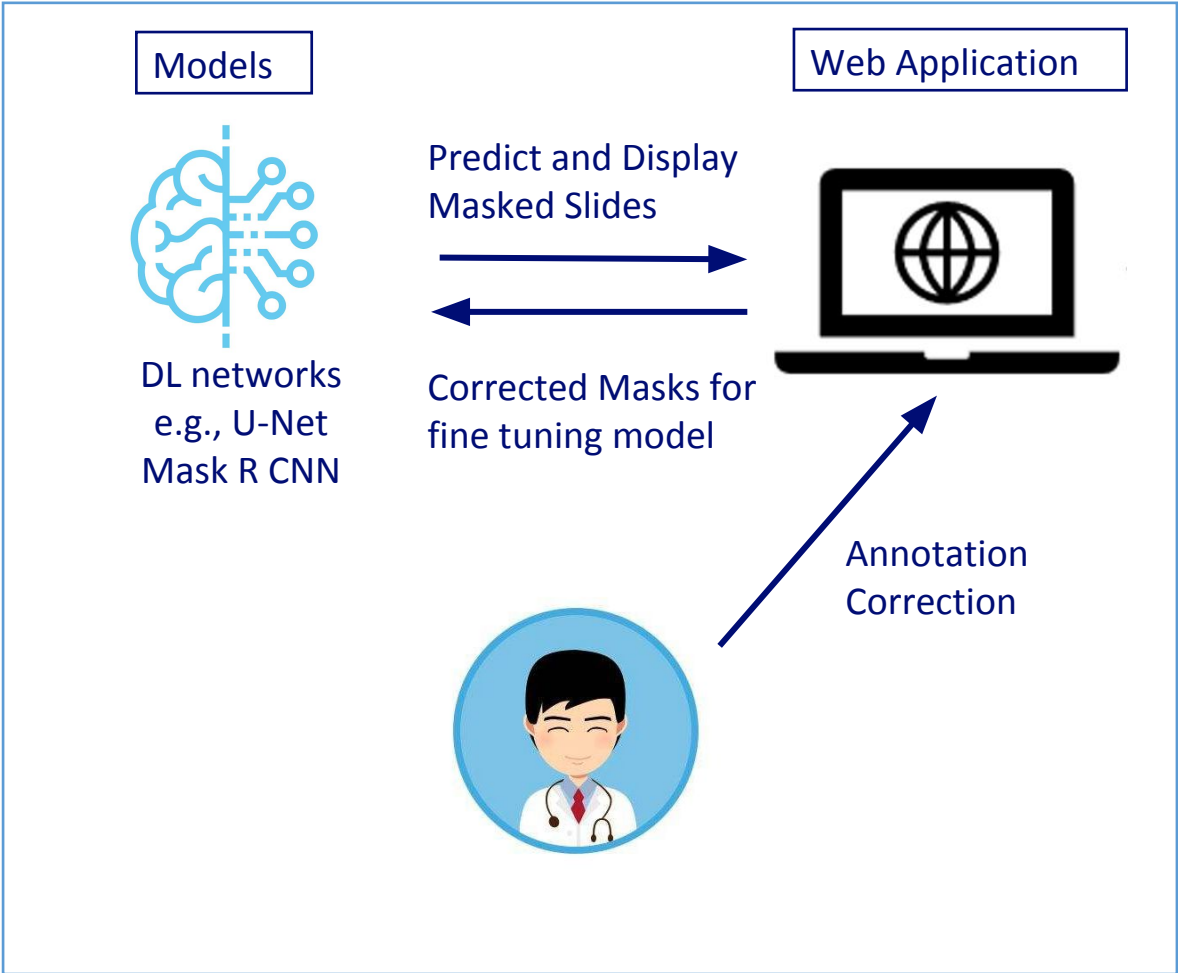 Models
Web Application
Predict and Display
Masked Slides
DL networks
e.g., U-Net
Mask R CNN
Corrected Masks for
fine tuning model
Annotation
Correction